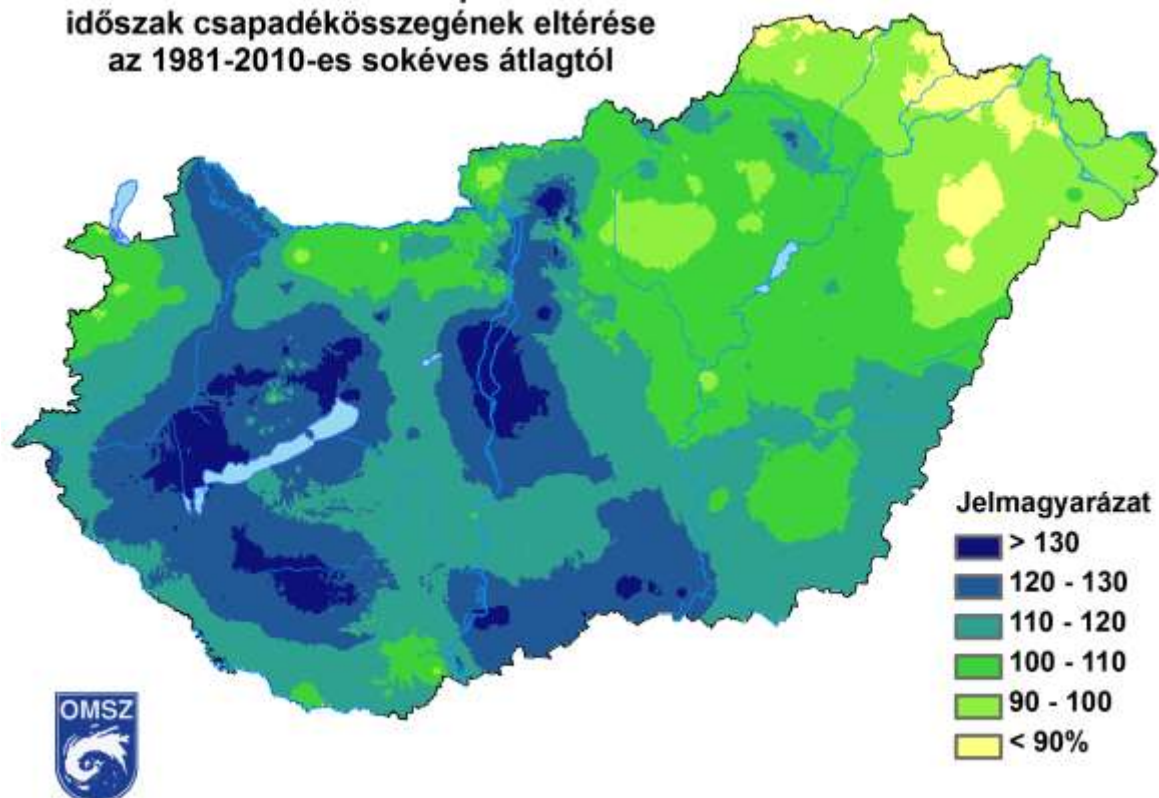 időszak csapadékösszegének eltérése
az 1981-2010-es sokéves átlagtól
Jelmagyarázat
> 130
120 - 130
110 - 120
100 - 110
90 - 100
< 90%
OMSZ